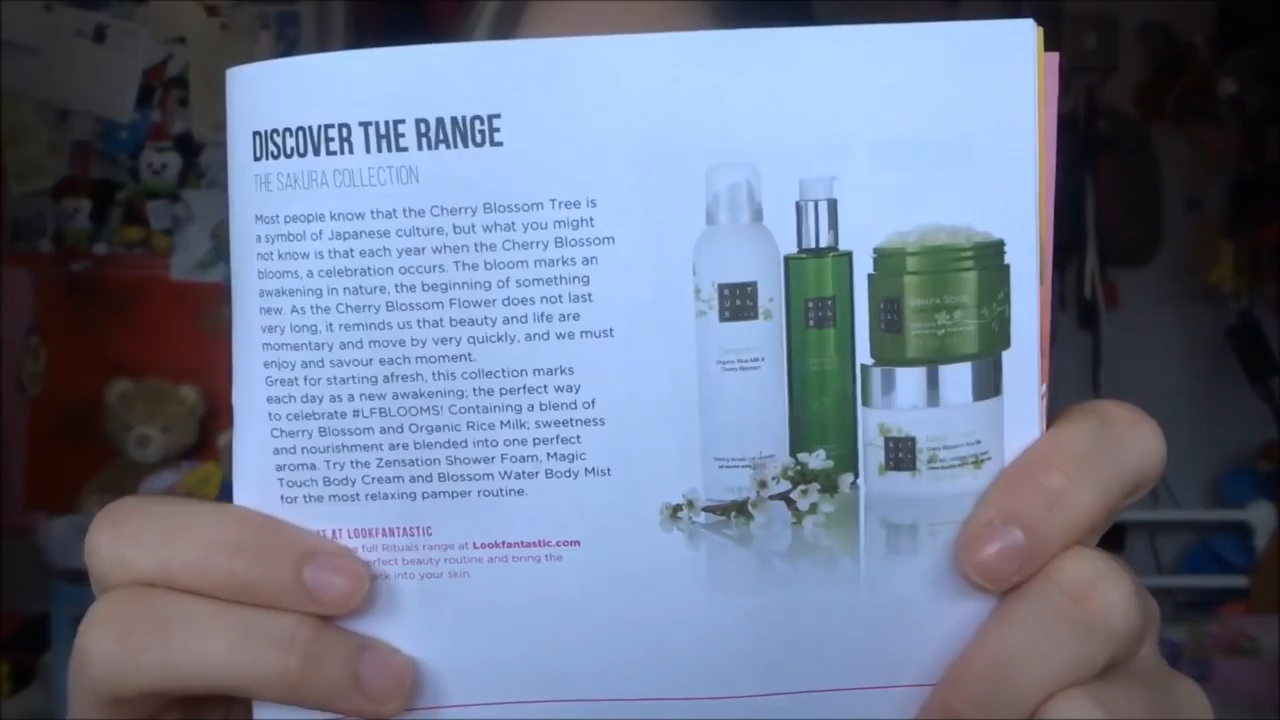 DISCOVER THE RANGE
THE SAKURA COLLECTION
Most people know that the Cherry Blossom Tree is
a symbol of Japanese culture, but what you might
not know is that each year when the Cherry Blossom
blooms, a celebration occurs. The bloom marks an
awakening in nature, the beginning of something
new. As the Cherry Blossom Flower does not last
very long, it reminds us that beauty and life are
momentary and move by very quickly, and we must
enjoy and savour each moment.
Great for starting afresh, this collection marks
each day as a new awakening; the perfect way
to celebrate #LFBLOOMS! Containing a blend of
Cherry Blossom and Organic Rice Milk; sweetness
and nourishment are blended into one perfect
aroma. Try the Zensation Shower Foam, Magic
Touch Body Cream and Blossom Water Body Mist
for the most relaxing pamper routine.
AT LOOKFANTASTIC
full Rituals range at Lookfantastic.com
beauty routine and bring the
into your skin.
RITUALS
Organic Rice Milk &
Cherry Blossom
RITUALS
RITUALS
Sakura Scrub
RITUALS
Cherry Blossom